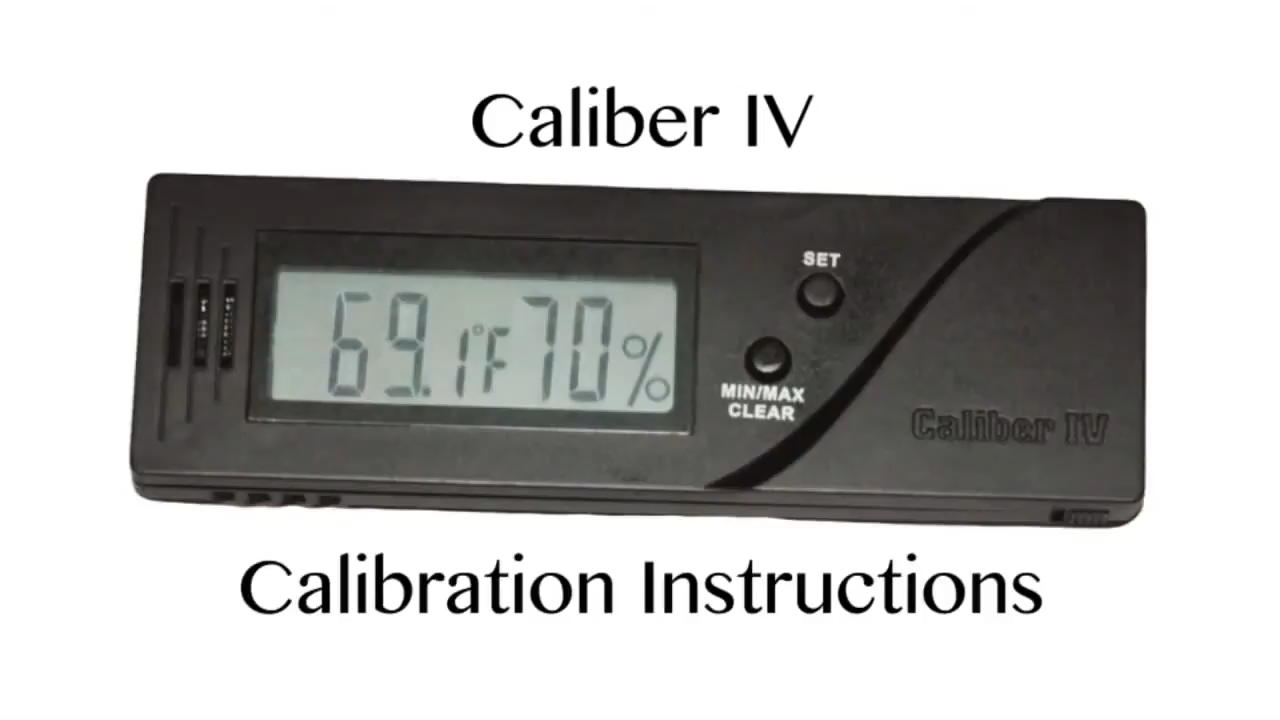 Caliber IV
SET
69.1°F 70%
MIN/MAX
CLEAR
Caliber IV
Calibration Instructions